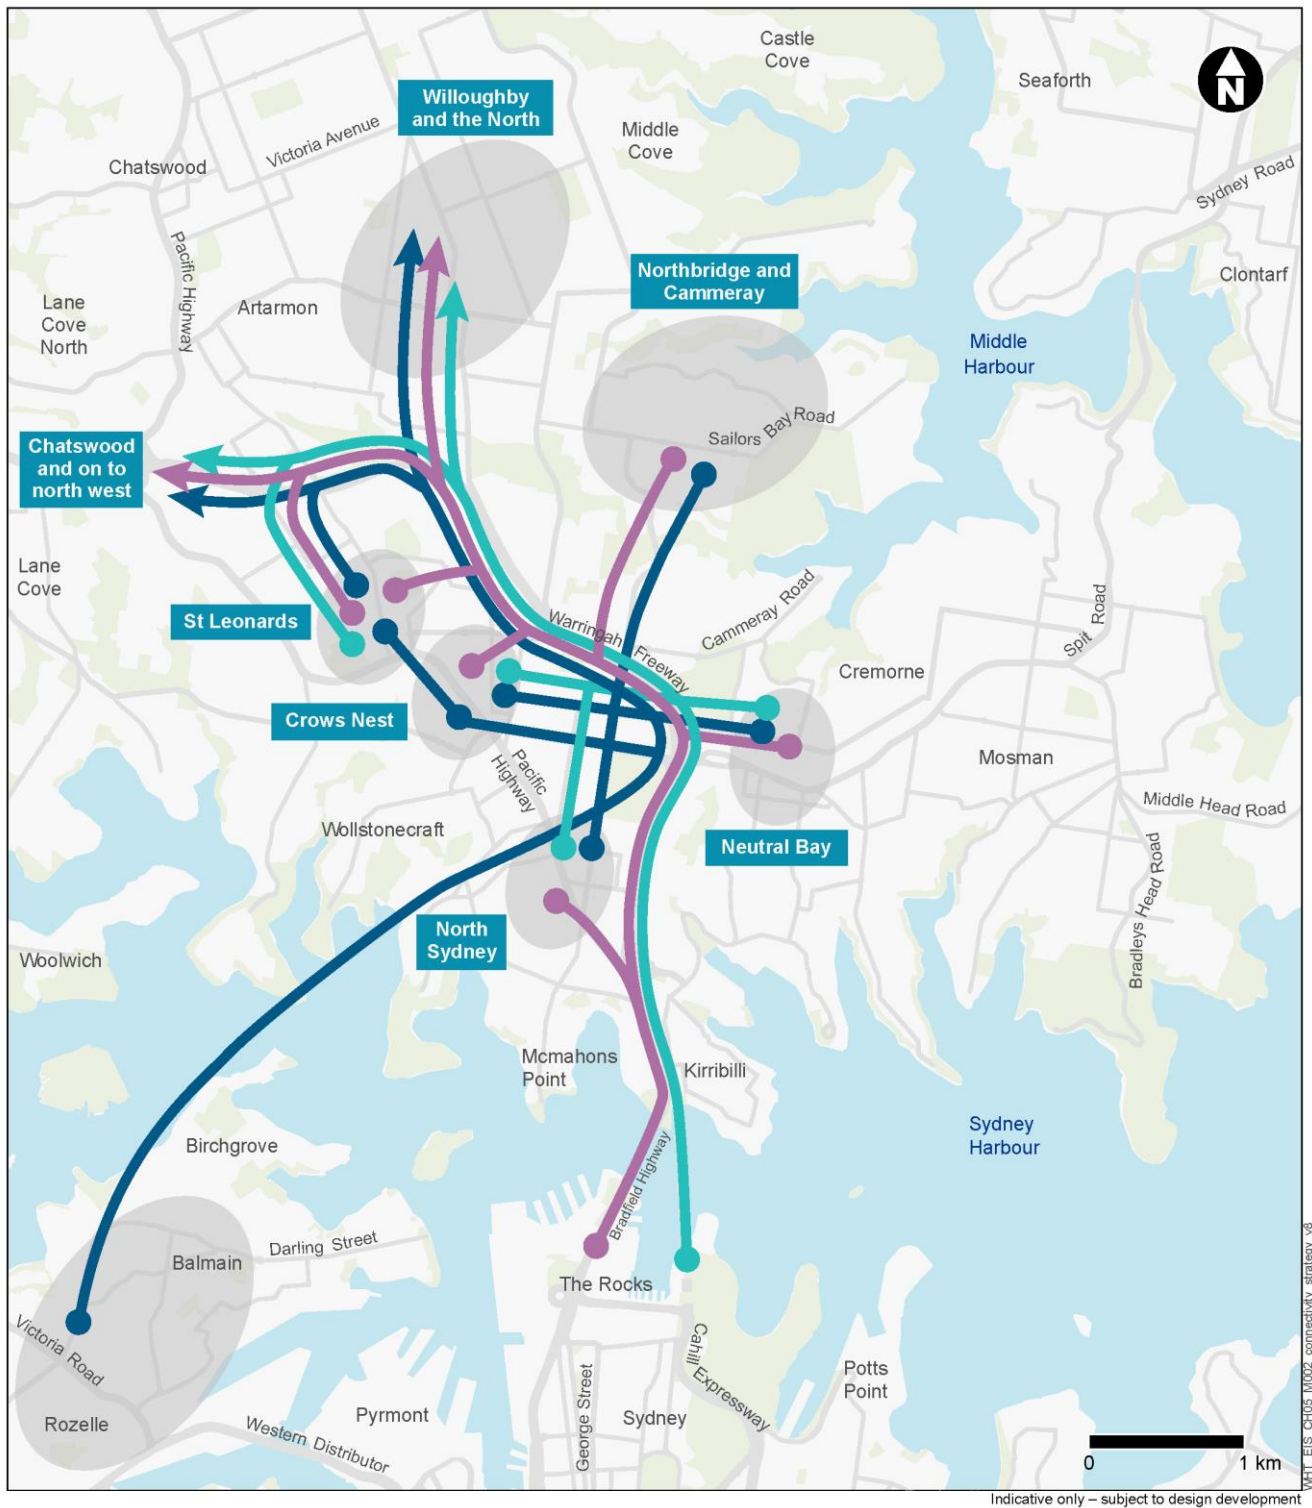 Castle
Cove
Seaforth
N
Willoughby
and the North
Middle
Cove
Victoria Avenue
Chatswood
Sydney Road
Pacific Highway
Northbridge and
Cammeray
Clontarf
Lane
Cove
North
Artarmon
Middle
Harbour
Sailors Bay Road
Chatswood
and on to
north west
Lane
Cove
St Leonards
Warringah Freeway
Cammeray Road
Spit Road
Cremorne
Crows Nest
Pacific
Highway
Mosman
Middle Head Road
Wollstonecraft
Neutral Bay
Bradleys Head Road
North
Sydney
Woolwich
Mcmahons
Point
Kirribilli
Sydney
Harbour
Birchgrove
Bradfield Highway
Balmain
Darling Street
The Rocks
Victoria Road
Cahill Expressway
George Street
Potts
Point
Rozelle
Pyrmont
Sydney
Western Distributor
0 1 km
WHT_EIS_CH05_M002_connectivity_strategy_v8
Indicative only – subject to design development